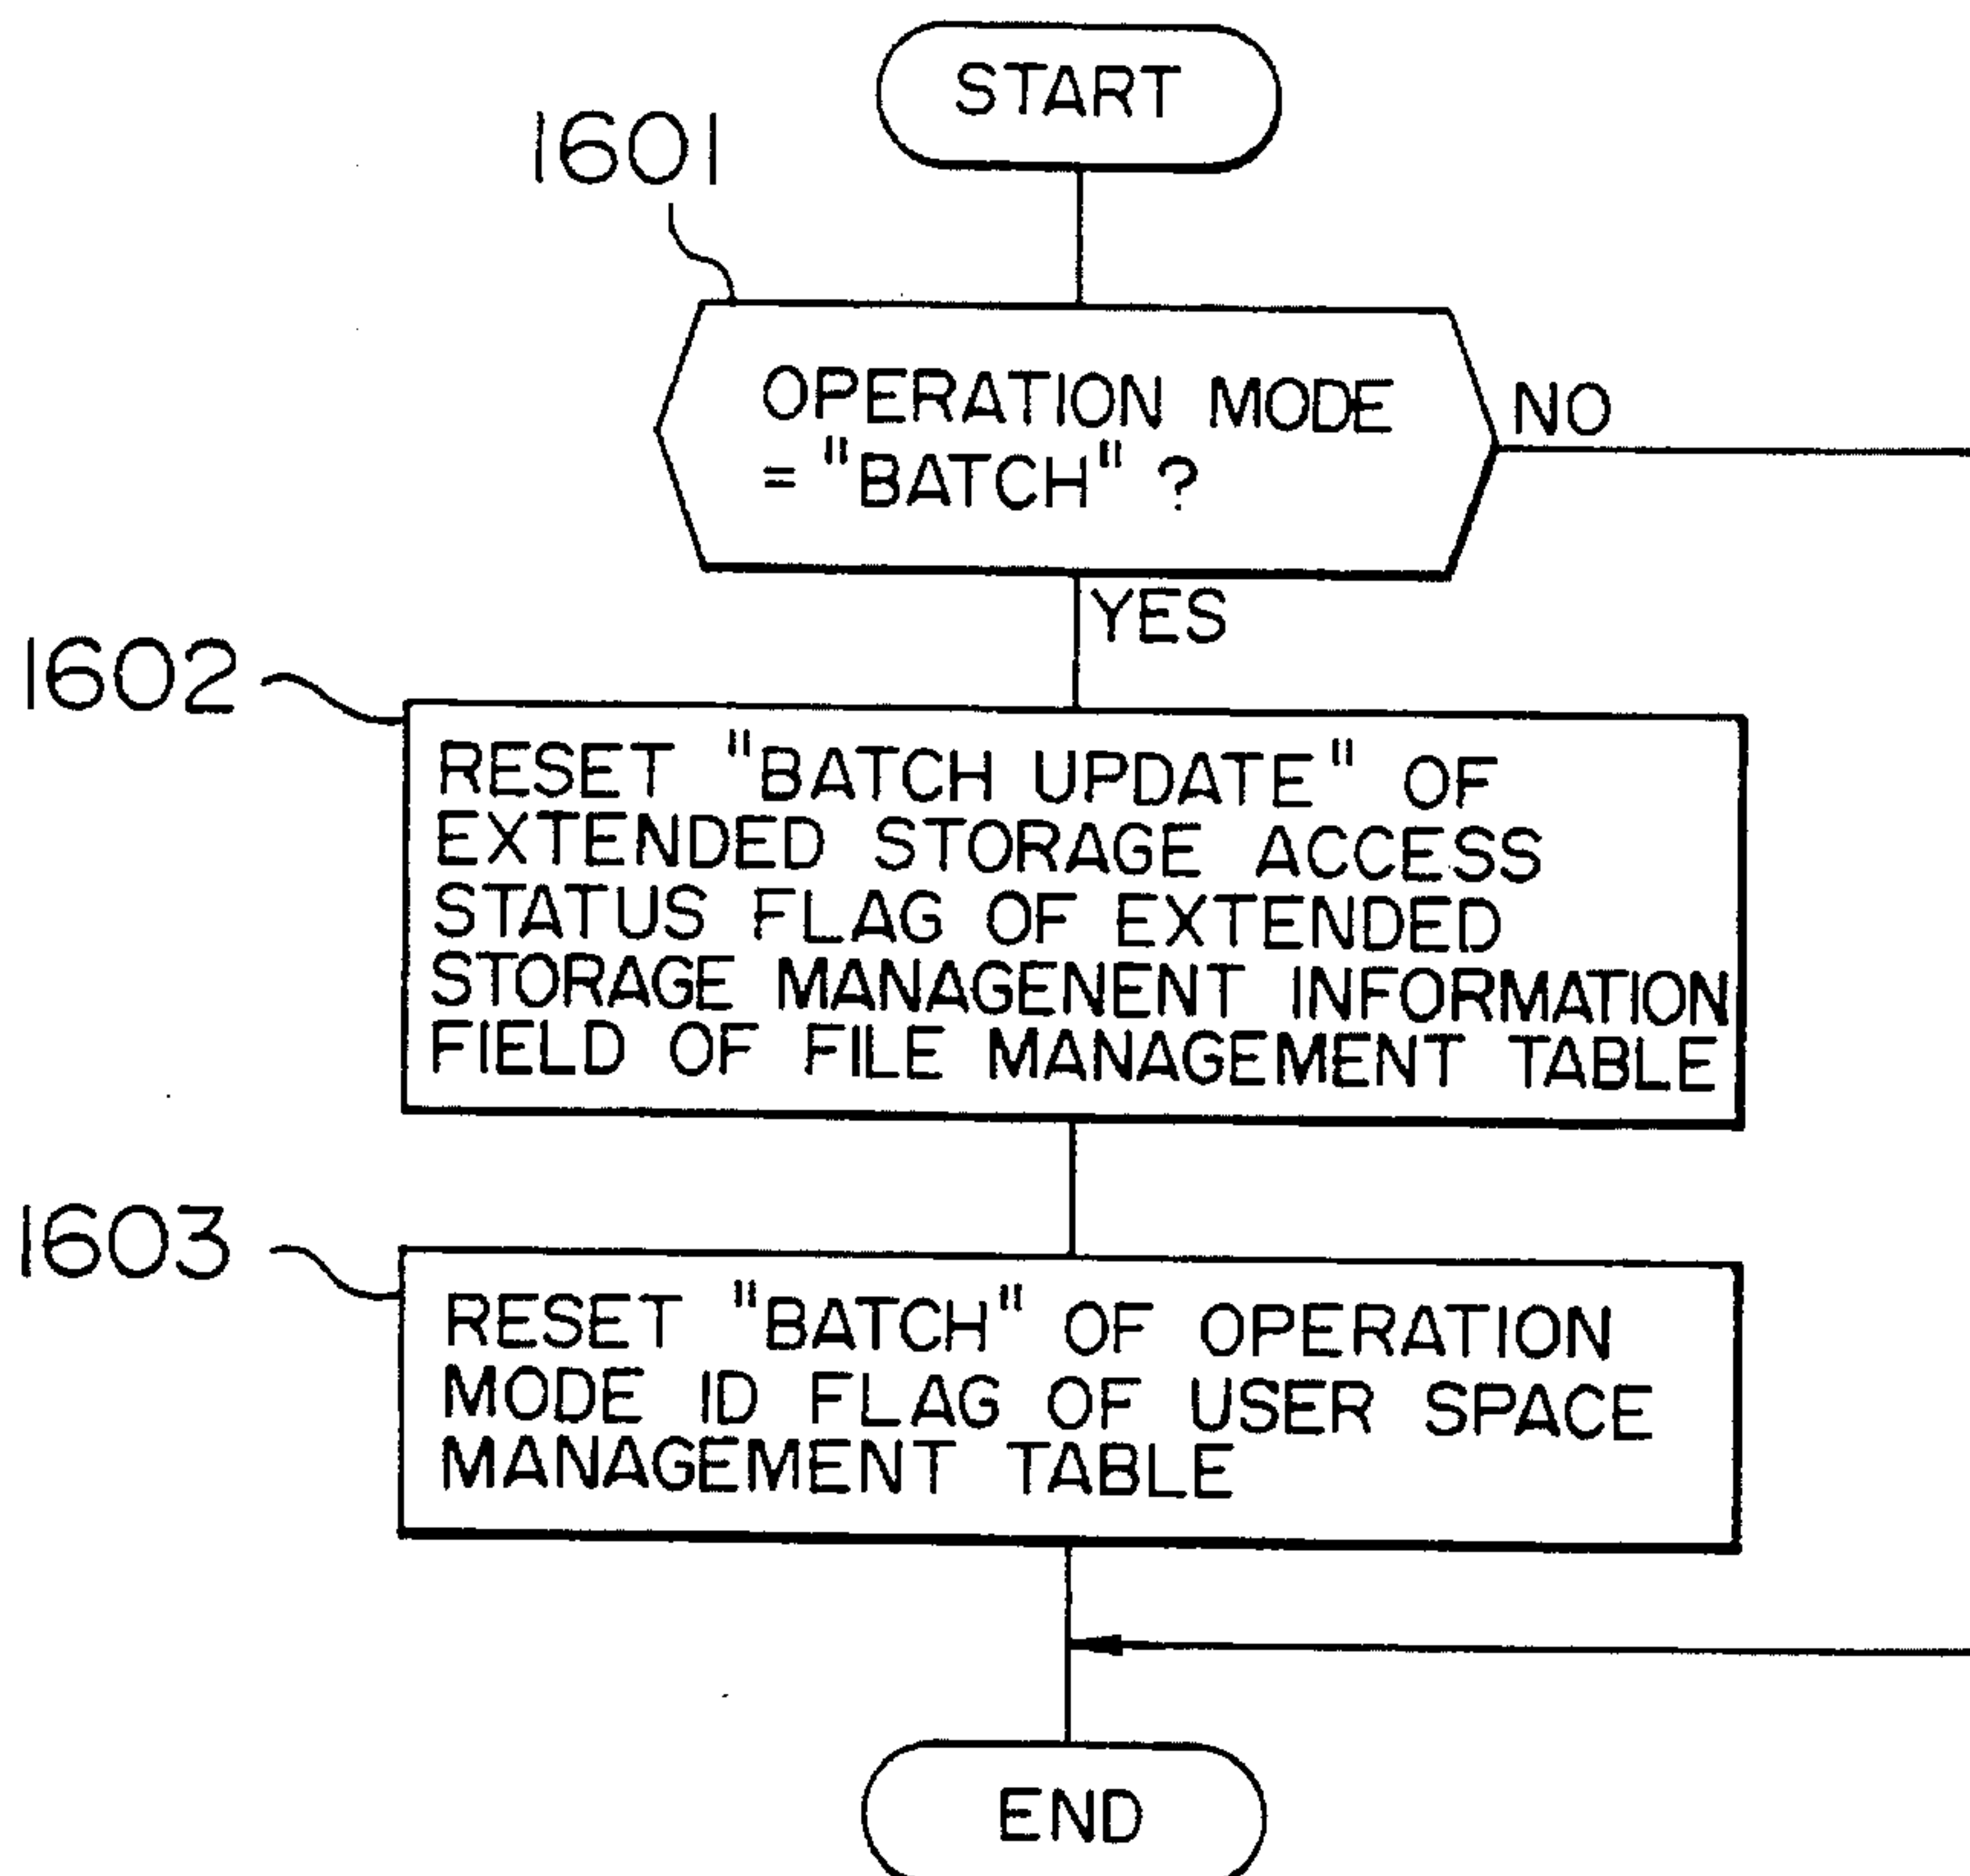 START
1601
OPERATION MODE
= "BATCH" ?
NO
YES
1602
RESET "BATCH UPDATE" OF
EXTENDED STORAGE ACCESS
STATUS FLAG OF EXTENDED
STORAGE MANAGENENT INFORMATION
FIELD OF FILE MANAGEMENT TABLE
1603
RESET "BATCH" OF OPERATION
MODE ID FLAG OF USER SPACE
MANAGEMENT TABLE
END